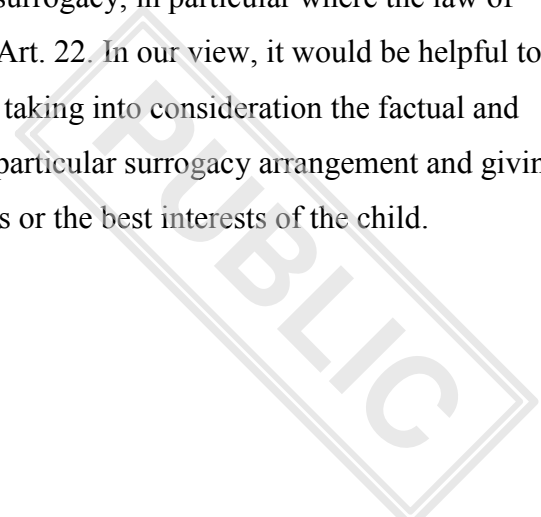 surrogacy, in particular where the law of
Art. 22. In our view, it would be helpful to
taking into consideration the factual and
particular surrogacy arrangement and givin
s or the best interests of the child.
PUBLIC